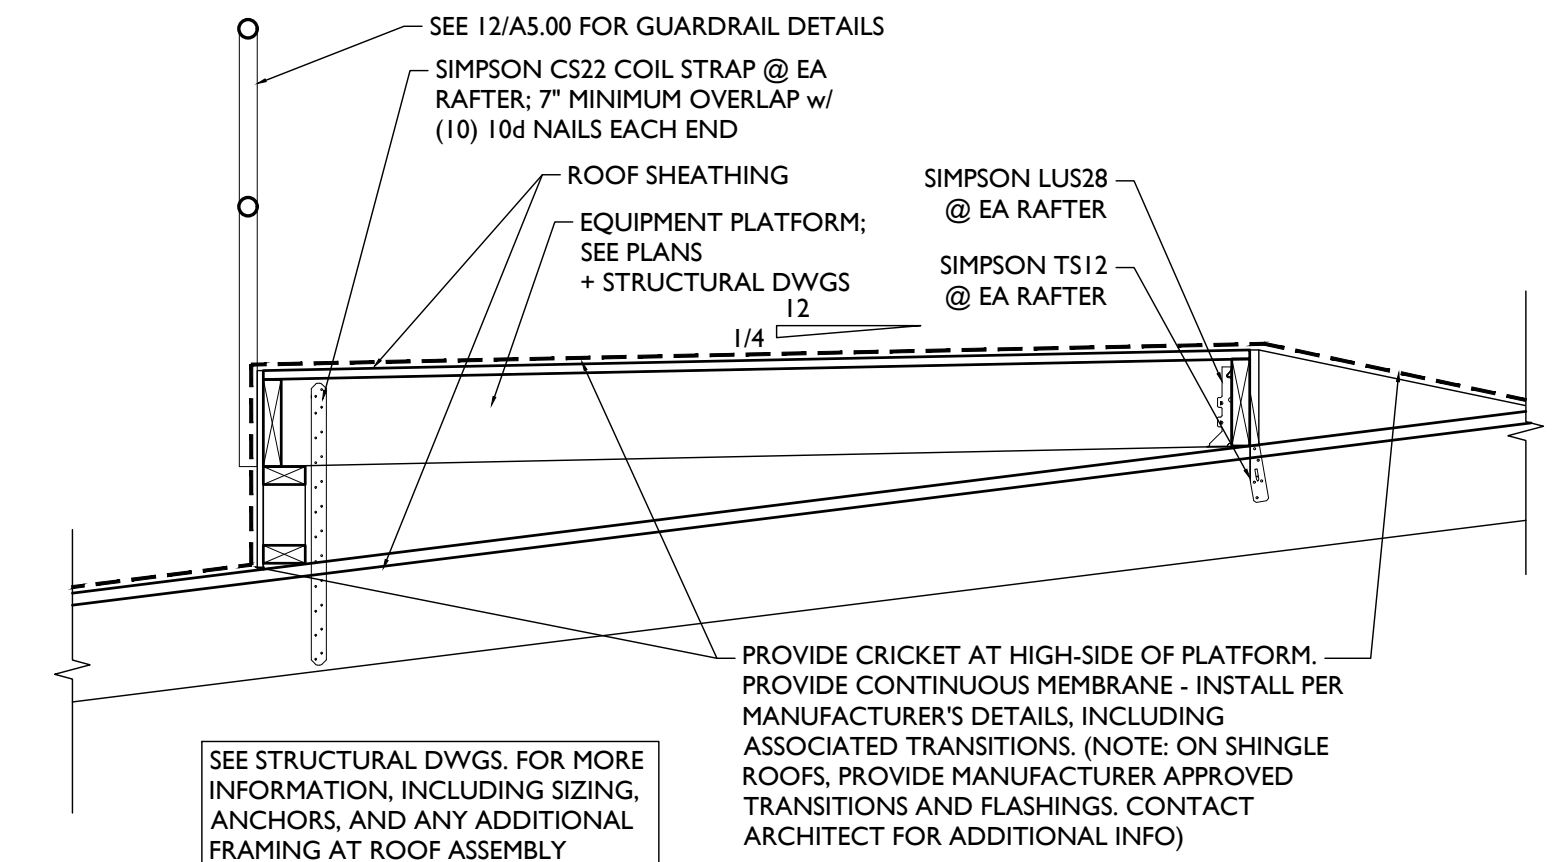 SEE 12/A5.00 FOR GUARDRAIL DETAILS
SIMPSON CS22 COIL STRAP @ EA
RAFTER; 7" MINIMUM OVERLAP w/
(10) 10d NAILS EACH END
ROOF SHEATHING
EQUIPMENT PLATFORM;
SEE PLANS
+ STRUCTURAL DWGS
SIMPSON LUS28
@ EA RAFTER
SIMPSON TS12
@ EA RAFTER
12
1/4
PROVIDE CRICKET AT HIGH-SIDE OF PLATFORM.
PROVIDE CONTINUOUS MEMBRANE - INSTALL PER
MANUFACTURER'S DETAILS, INCLUDING
ASSOCIATED TRANSITIONS. (NOTE: ON SHINGLE
ROOFS, PROVIDE MANUFACTURER APPROVED
TRANSITIONS AND FLASHINGS. CONTACT
ARCHITECT FOR ADDITIONAL INFO)
SEE STRUCTURAL DWGS. FOR MORE
INFORMATION, INCLUDING SIZING,
ANCHORS, AND ANY ADDITIONAL
FRAMING AT ROOF ASSEMBLY